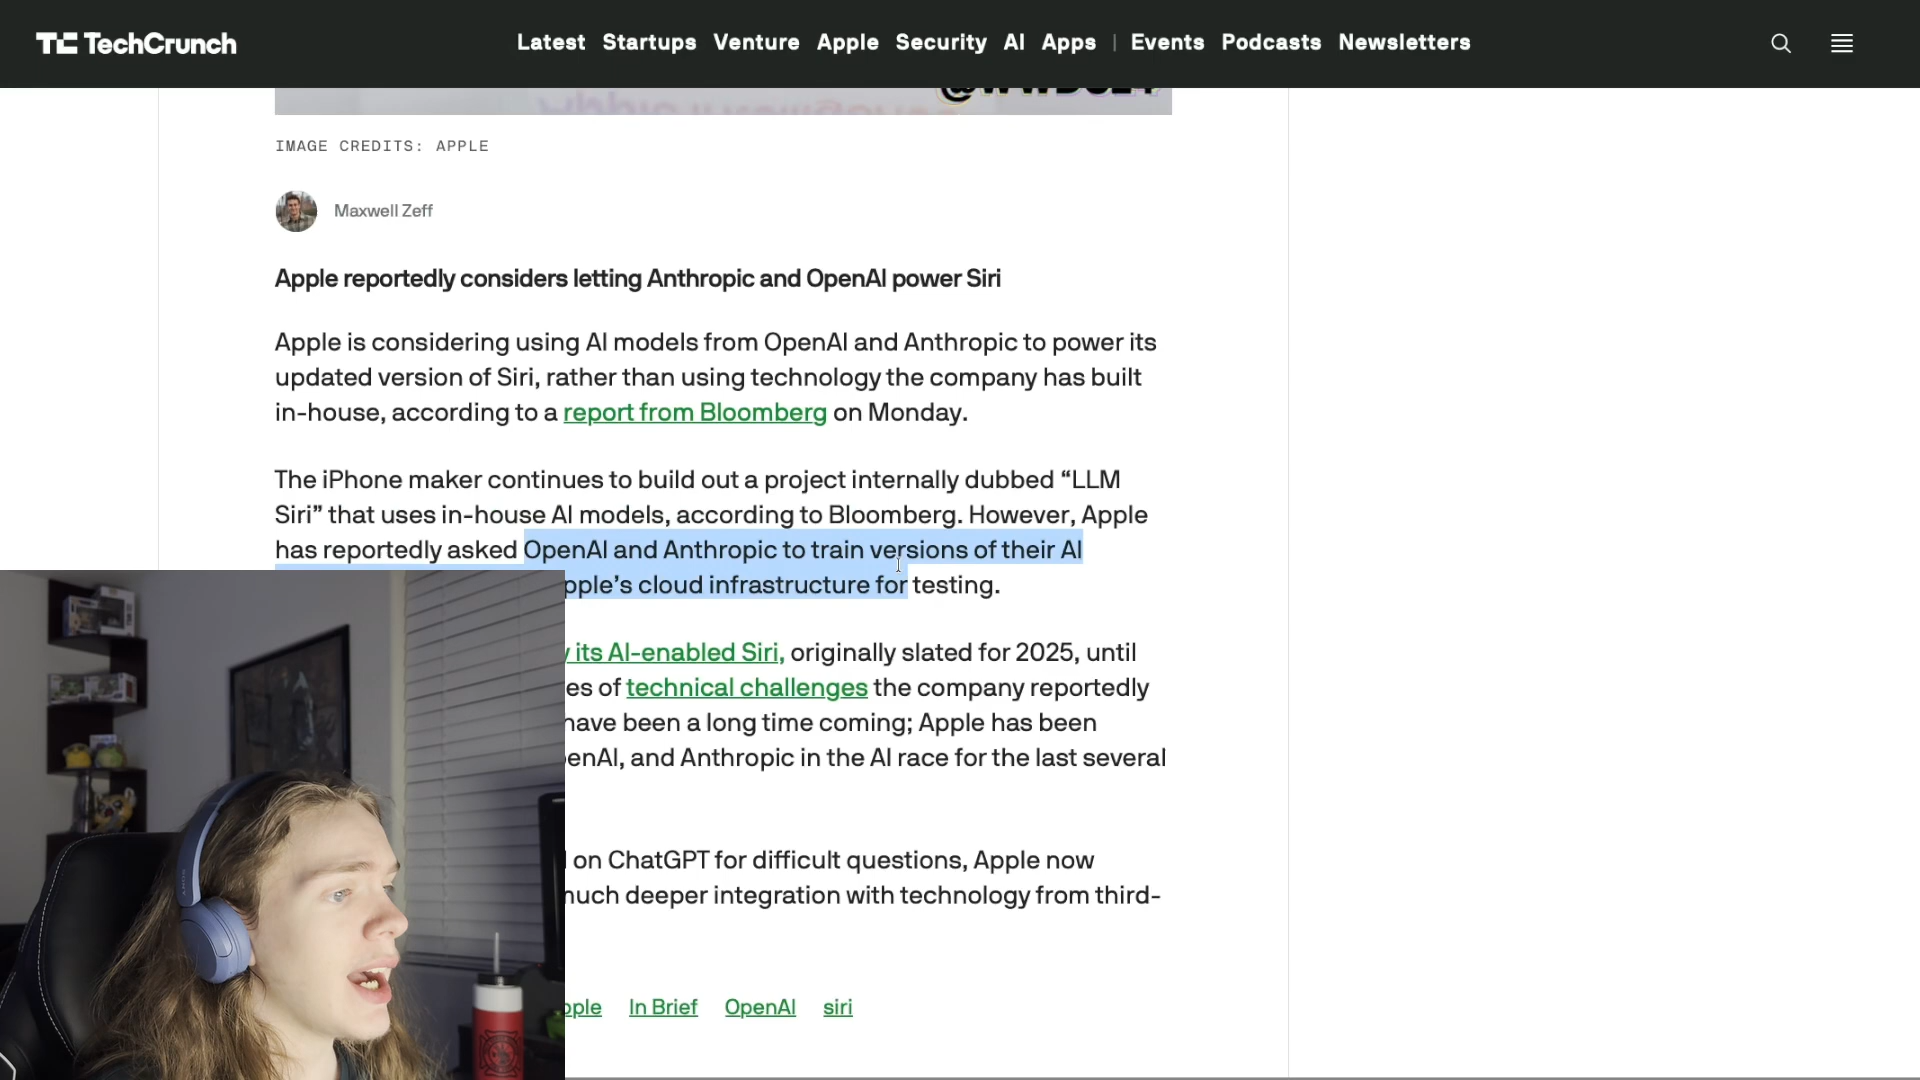 TechCrunch
Latest Startups Venture Apple Security AI Apps | Events Podcasts Newsletters
IMAGE CREDITS: APPLE
Maxwell Zeff
Apple reportedly considers letting Anthropic and OpenAI power Siri
Apple is considering using AI models from OpenAI and Anthropic to power its
updated version of Siri, rather than using technology the company has built
in-house, according to a report from Bloomberg on Monday.
The iPhone maker continues to build out a project internally dubbed “LLM
Siri” that uses in-house AI models, according to Bloomberg. However, Apple
has reportedly asked OpenAI and Anthropic to train versions of their AI
pple’s cloud infrastructure for testing.
its AI-enabled Siri, originally slated for 2025, until
es of technical challenges the company reportedly
have been a long time coming; Apple has been
enAI, and Anthropic in the AI race for the last several
on ChatGPT for difficult questions, Apple now
much deeper integration with technology from third-
pple In Brief OpenAI siri